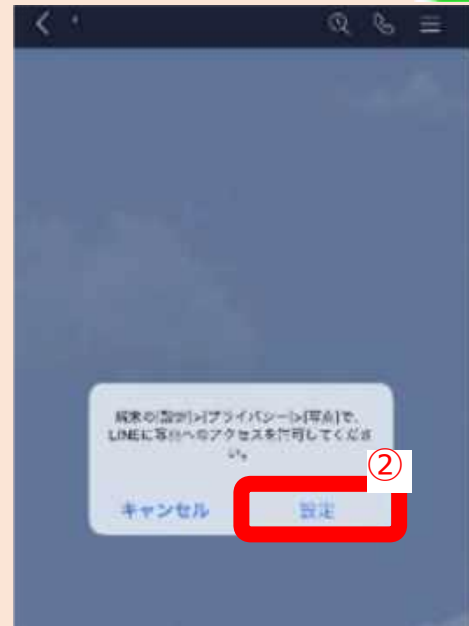 端末の[設定]>[プライバシー]>[写真]で、
LINEに写真へのアクセスを許可してくださ
い。
②
キャンセル
設定